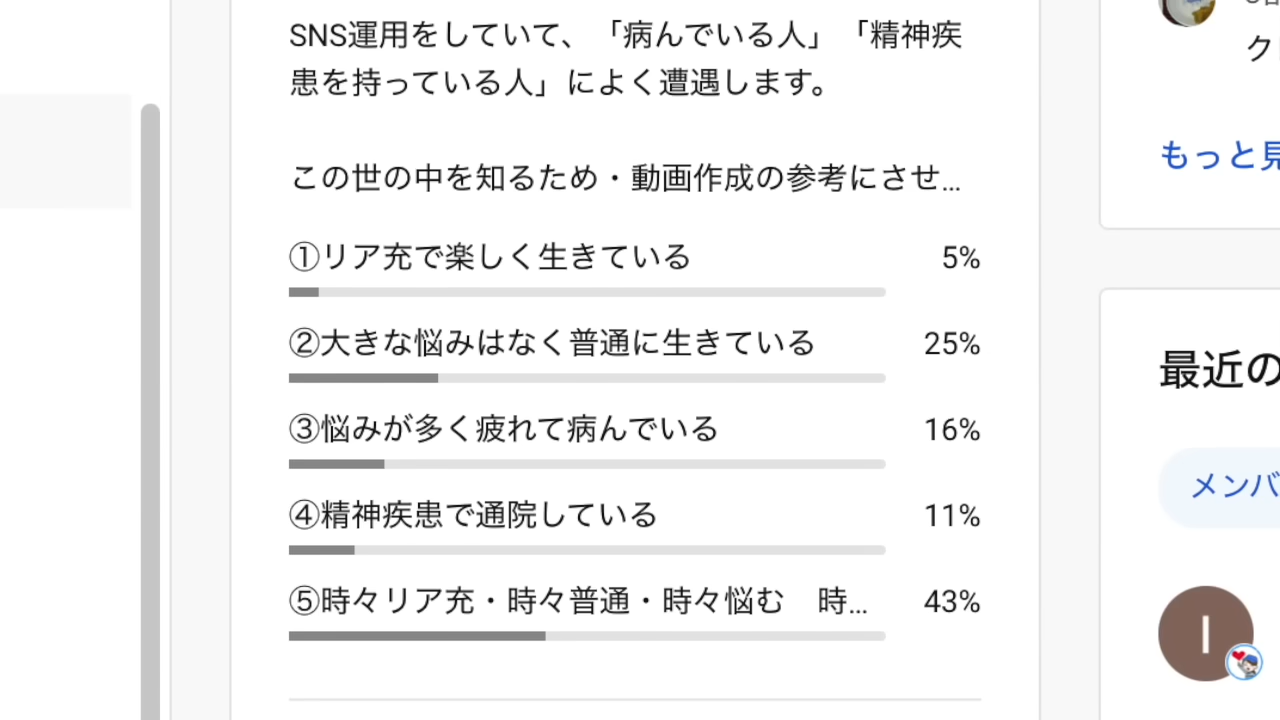 SNS運用をしていて、「病んでいる人」「精神疾
患を持っている人」によく遭遇します。
この世の中を知るため・動画作成の参考にさせ...
①リア充で楽しく生きている 5%
②大きな悩みはなく普通に生きている 25%
③悩みが多く疲れて病んでいる 16%
④精神疾患で通院している 11%
⑤時々リア充・時々普通・時々悩む　時... 43%
ク
もっと見
最近の
メンバ
I